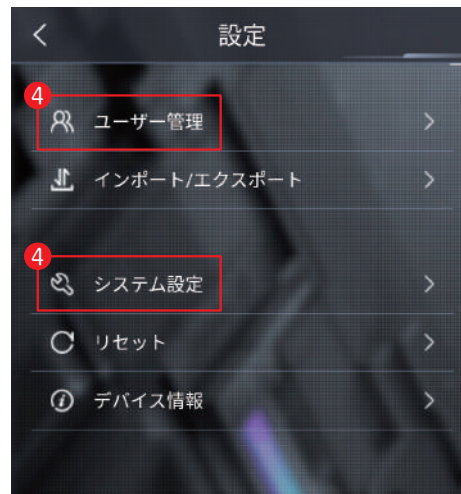 設定
4
ユーザー管理
インポート/エクスポート
4
システム設定
リセット
デバイス情報